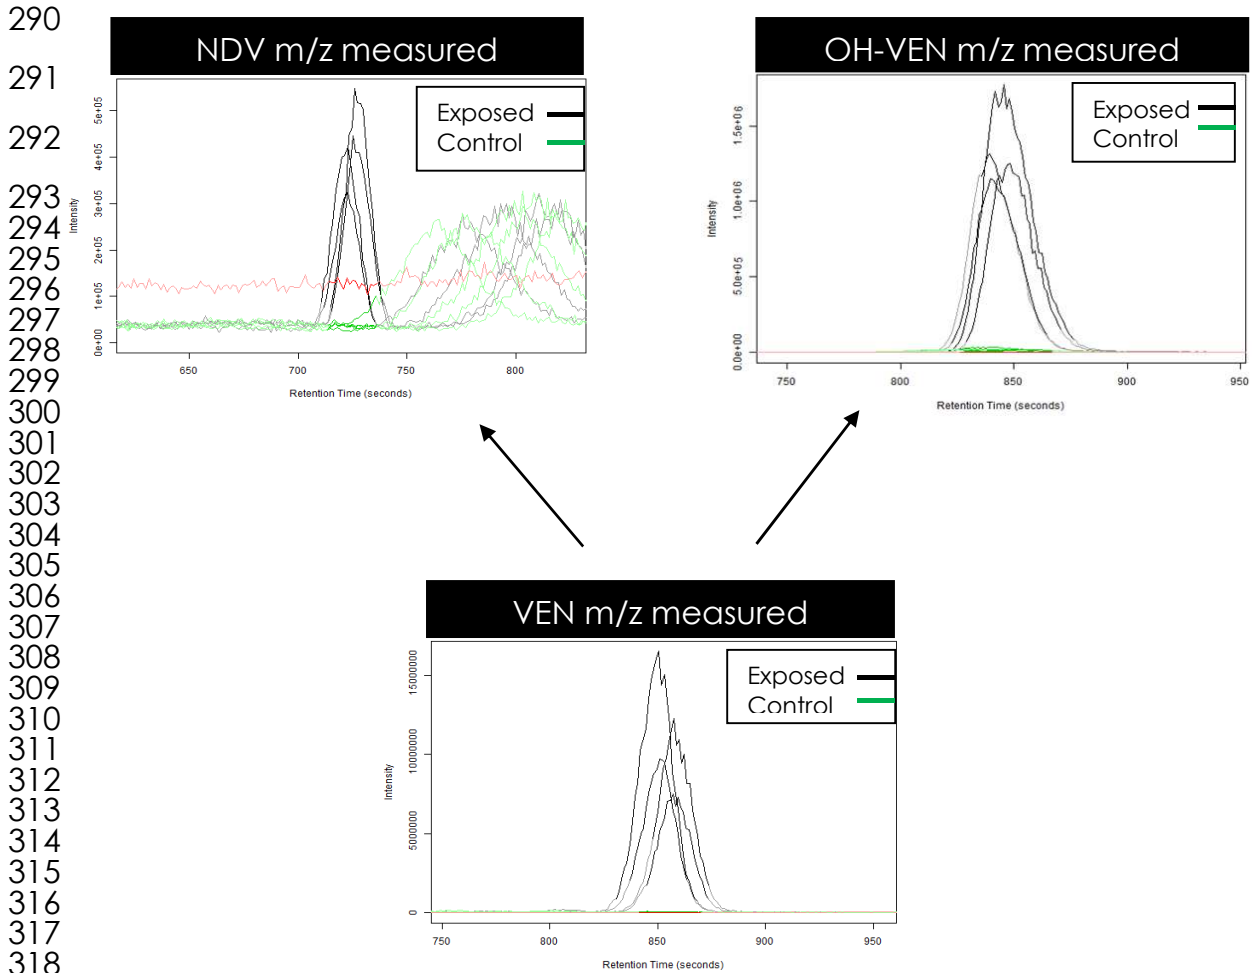 290
291
292
293
294
295
296
297
298
299
300
301
302
303
304
305
306
307
308
309
310
311
312
313
314
315
316
317
318
NDV m/z measured
Exposed
Control
Intensity
0e+00 1e+05 2e+05 3e+05 4e+05 5e+05
650 700 750 800
Retention Time (seconds)
OH-VEN m/z measured
Exposed
Control
Intensity
0.0e+00 5.0e+05 1.0e+06 1.5e+06
750 800 850 900 950
Retention Time (seconds)
VEN m/z measured
Exposed
Control
Intensity
0 5000000 10000000 15000000
750 800 850 900 950
Retention Time (seconds)